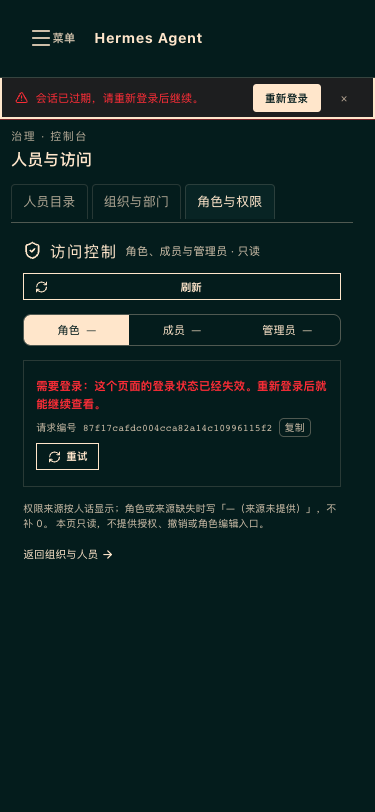 菜单 Hermes Agent
会话已过期，请重新登录后继续。 重新登录 ×
治理 · 控制台
人员与访问
人员目录 组织与部门 角色与权限
访问控制 角色、成员与管理员 · 只读
刷新
角色 — 成员 — 管理员 —
需要登录：这个页面的登录状态已经失效。重新登录后就
能继续查看。
请求编号 87f17cafdc004cca82a14c10996115f2 复制
重试
权限来源按人话显示；角色或来源缺失时写「—（来源未提供）」，不
补 0。本页只读，不提供授权、撤销或角色编辑入口。
返回组织与人员 →